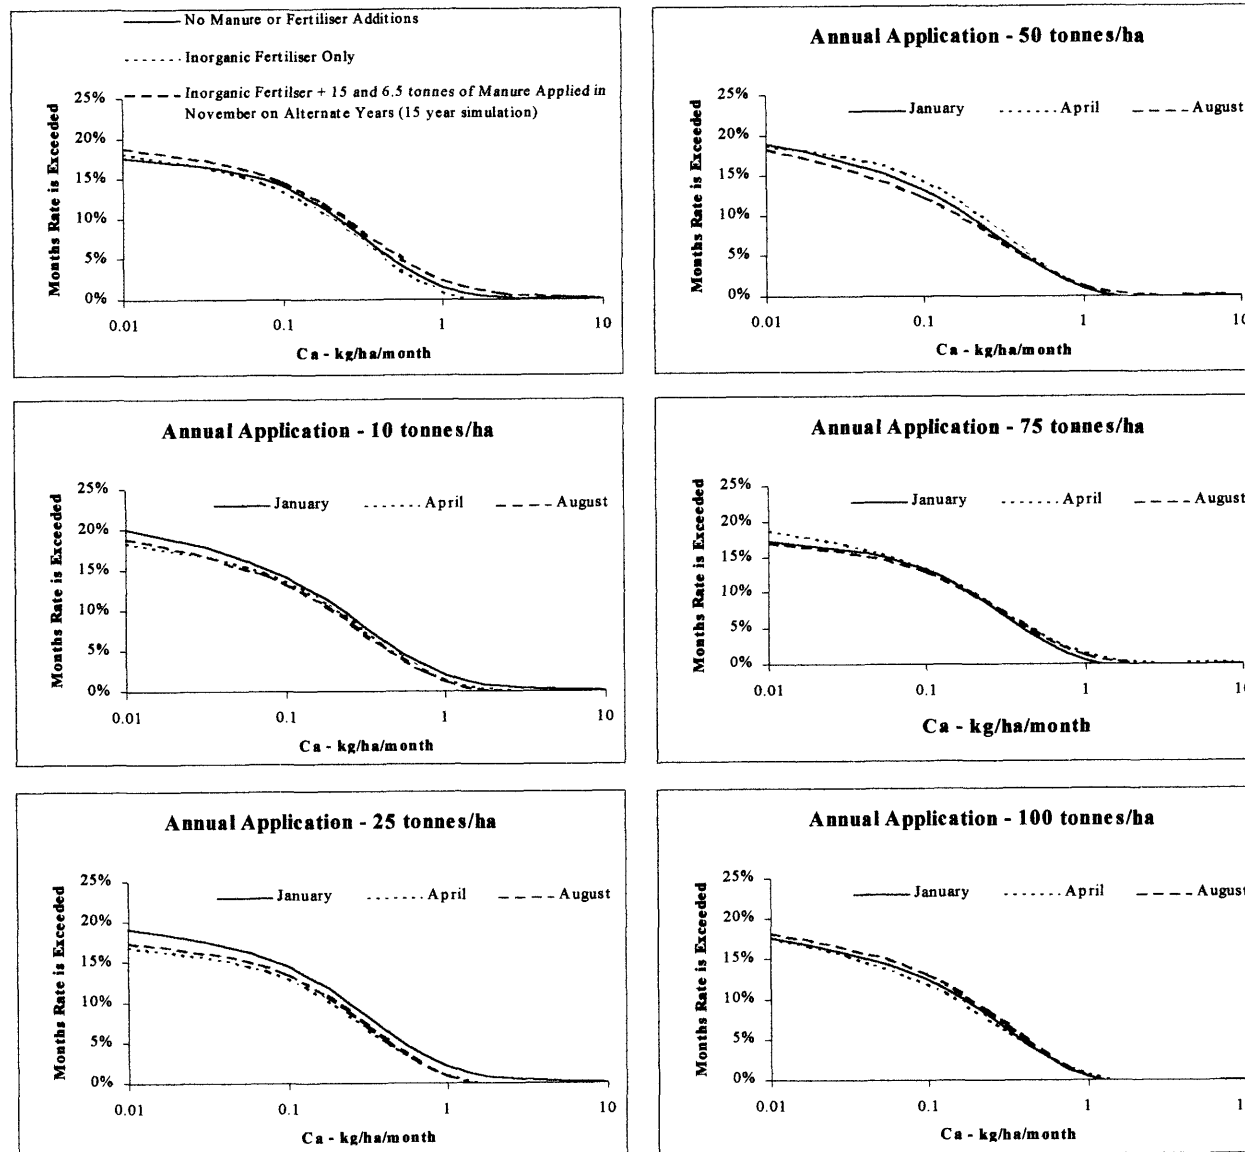 No Manure or Fertiliser Additions
Inorganic Fertiliser Only
Inorganic Fertilser + 15 and 6.5 tonnes of Manure Applied in
November on Alternate Years (15 year simulation)
Months Rate is Exceeded
25%
20%
15%
10%
5%
0%
0.01 0.1 1 10
Ca - kg/ha/month
Annual Application - 50 tonnes/ha
January April August
Months Rate is Exceeded
25%
20%
15%
10%
5%
0%
0.01 0.1 1 10
Ca - kg/ha/month
Annual Application - 10 tonnes/ha
January April August
Months Rate is Exceeded
25%
20%
15%
10%
5%
0%
0.01 0.1 1 10
Ca - kg/ha/month
Annual Application - 75 tonnes/ha
January April August
Months Rate is Exceeded
25%
20%
15%
10%
5%
0%
0.01 0.1 1 10
Ca - kg/ha/month
Annual Application - 25 tonnes/ha
January April August
Months Rate is Exceeded
25%
20%
15%
10%
5%
0%
0.01 0.1 1 10
Ca - kg/ha/month
Annual Application - 100 tonnes/ha
January April August
Months Rate is Exceeded
25%
20%
15%
10%
5%
0%
0.01 0.1 1
Ca - kg/ha/month